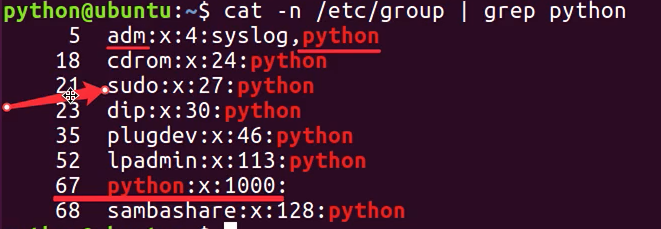 python@ubuntu:~$ cat -n /etc/group | grep python
5 adm:x:4:syslog,python
18 cdrom:x:24:python
21 sudo:x:27:python
23 dip:x:30:python
35 plugdev:x:46:python
52 lpadmin:x:113:python
67 python:x:1000:
68 sambashare:x:128:python
python@ubuntu:~$